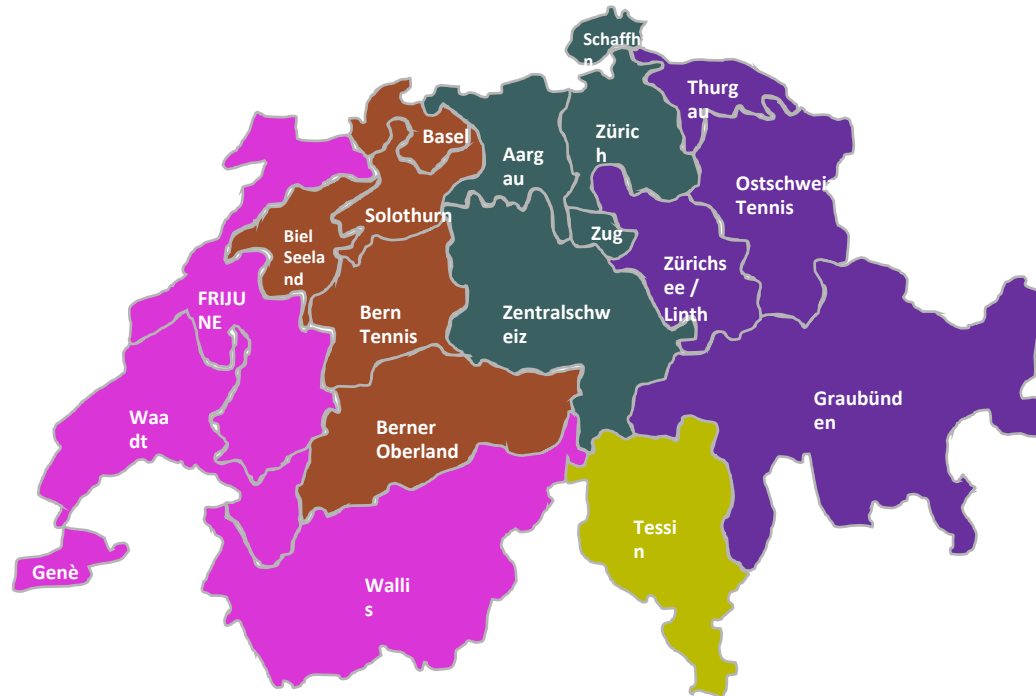 Schaffh
n
Thurg
au
Basel
Züric
h
Aarg
au
Ostschwei
Tennis
Solothurn
Biel
Seela
nd
Zug
Zürichs
ee /
Linth
FRIJU
NE
Bern
Tennis
Zentralschw
eiz
Graubünd
en
Waa
dt
Berner
Oberland
Tessi
n
Genè
Walli
s